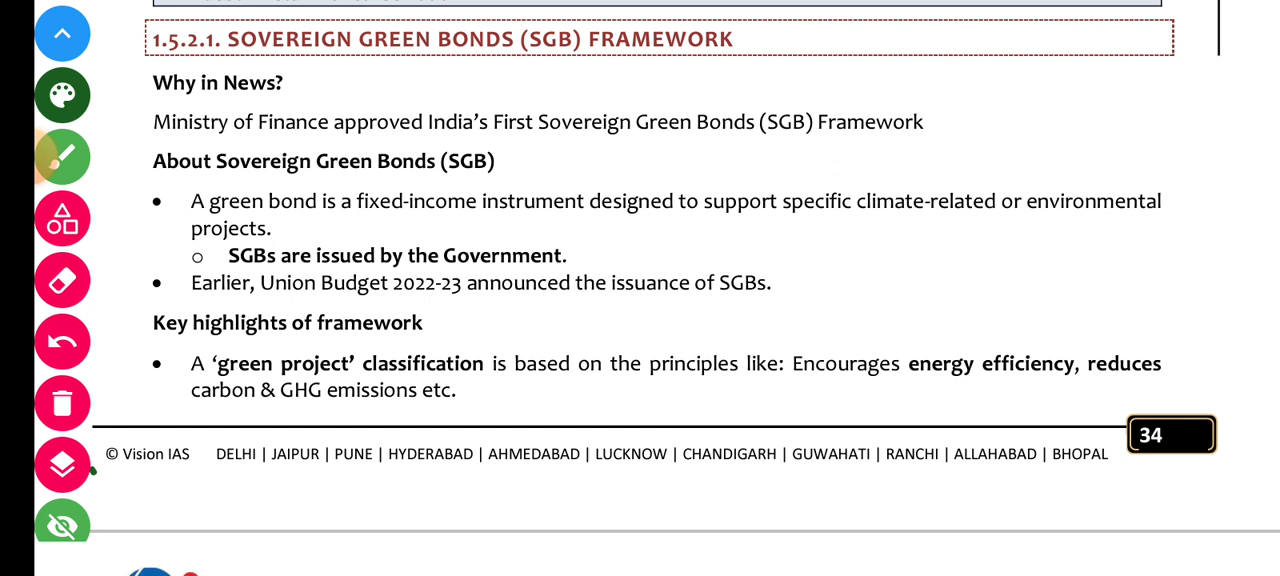 1.5.2.1. SOVEREIGN GREEN BONDS (SGB) FRAMEWORK
Why in News?
Ministry of Finance approved India’s First Sovereign Green Bonds (SGB) Framework
About Sovereign Green Bonds (SGB)
• A green bond is a fixed-income instrument designed to support specific climate-related or environmental
projects.
o SGBs are issued by the Government.
• Earlier, Union Budget 2022-23 announced the issuance of SGBs.
Key highlights of framework
• A ‘green project’ classification is based on the principles like: Encourages energy efficiency, reduces
carbon & GHG emissions etc.
34
© Vision IAS DELHI | JAIPUR | PUNE | HYDERABAD | AHMEDABAD | LUCKNOW | CHANDIGARH | GUWAHATI | RANCHI | ALLAHABAD | BHOPAL